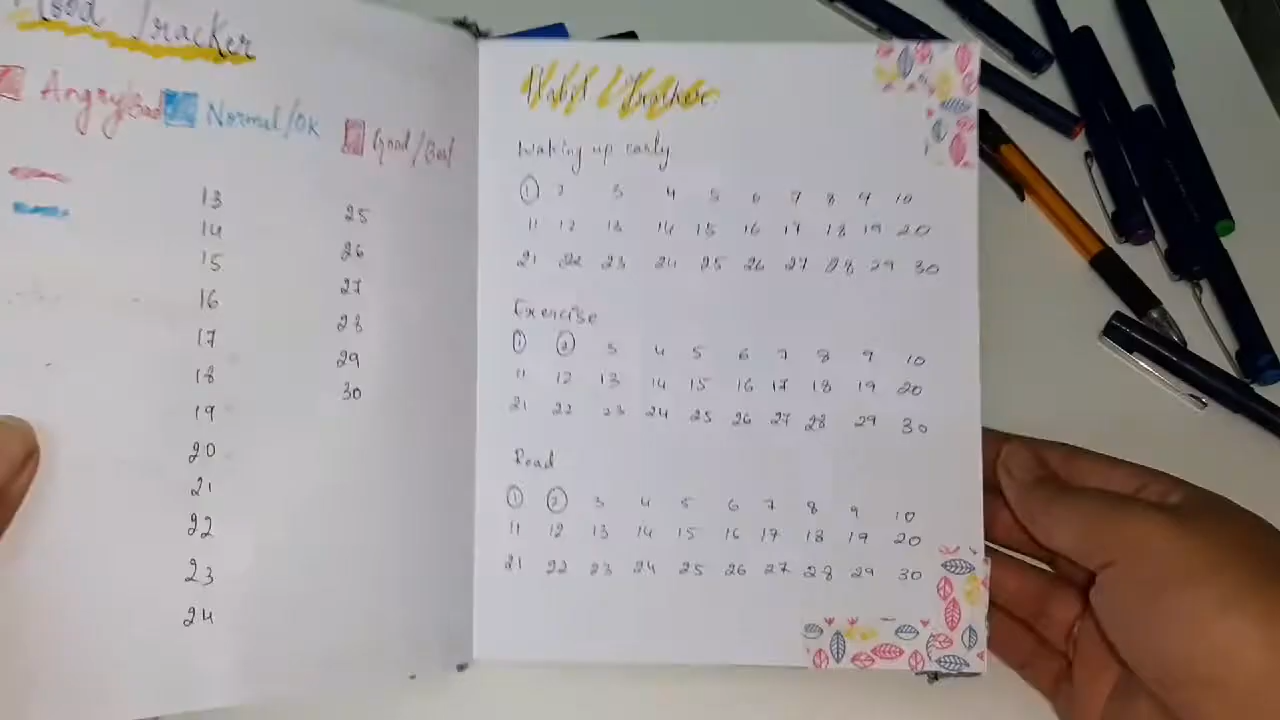 Mood Tracker
Angry/Bad Normal/OK Good/Best
13
14
15
16
17
18
19
20
21
22
23
24
25
26
27
28
29
30
Habit Tracker
Waking up early
1 2 3 4 5 6 7 8 9 10
11 12 13 14 15 16 17 18 19 20
21 22 23 24 25 26 27 28 29 30
Exercise
1 2 3 4 5 6 7 8 9 10
11 12 13 14 15 16 17 18 19 20
21 22 23 24 25 26 27 28 29 30
Read
1 2 3 4 5 6 7 8 9 10
11 12 13 14 15 16 17 18 19 20
21 22 23 24 25 26 27 28 29 30